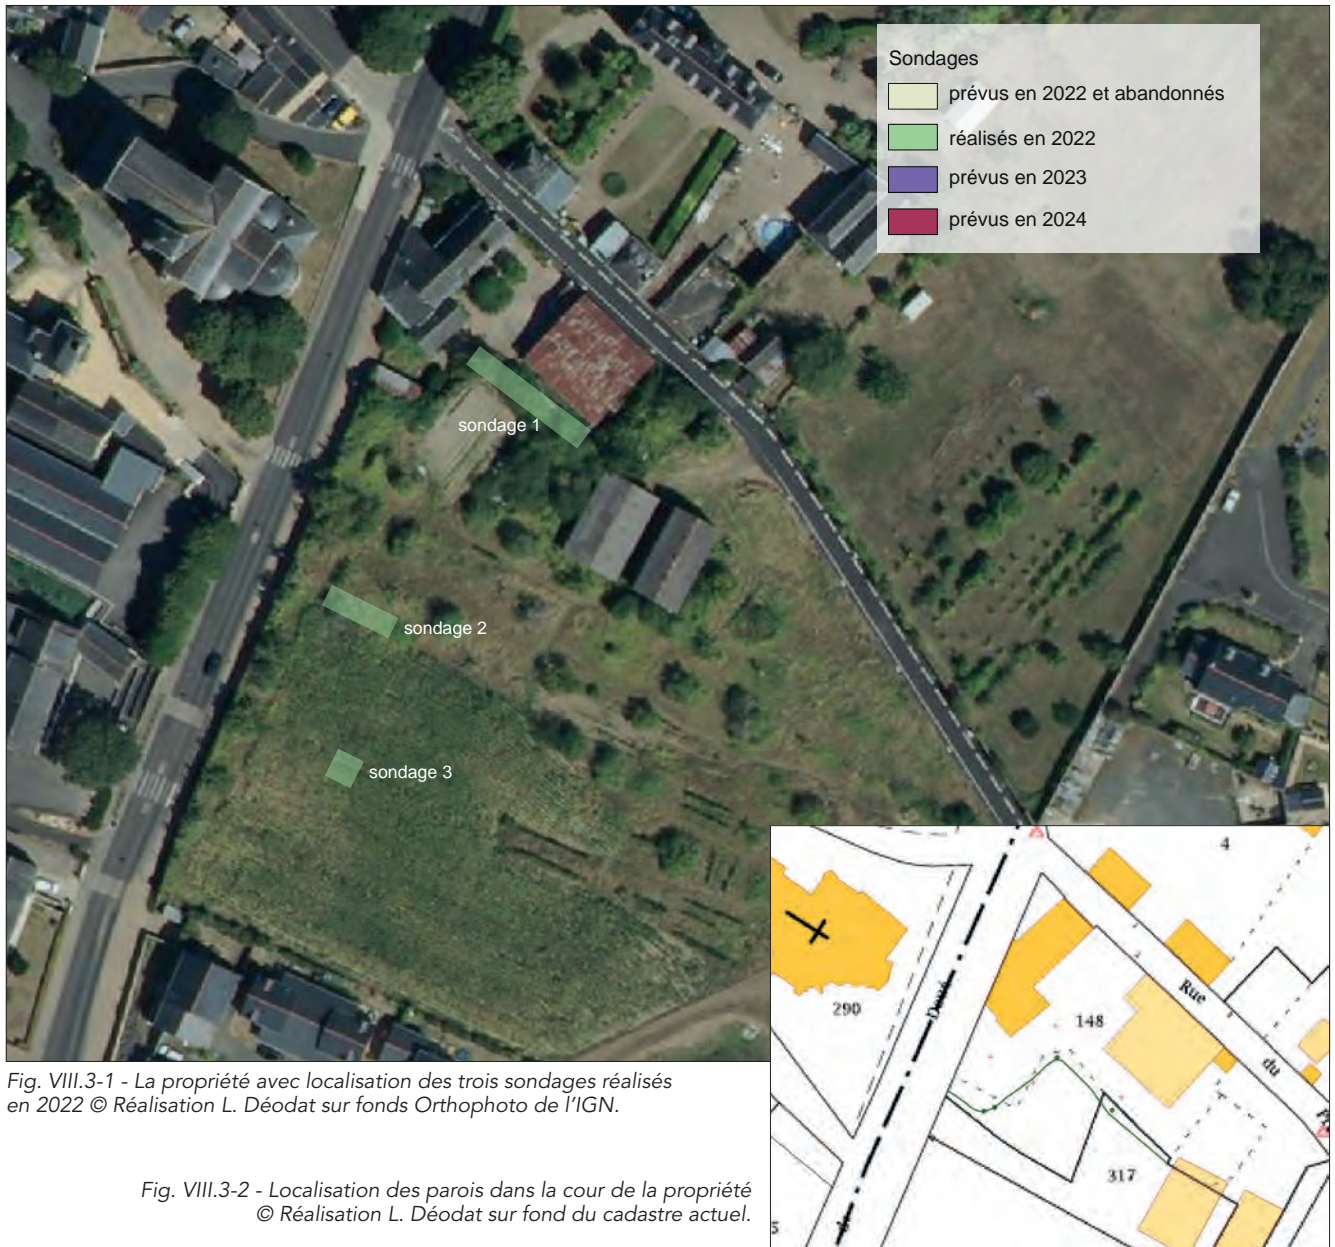 Sondages
prévus en 2022 et abandonnés
réalisés en 2022
prévus en 2023
prévus en 2024
sondage 1
sondage 2
sondage 3
Fig. VIII.3-1 - La propriété avec localisation des trois sondages réalisés
en 2022 © Réalisation L. Déodat sur fonds Orthophoto de l'IGN.
4
290
Doué
148
Rue
du
317
de
5
Fig. VIII.3-2 - Localisation des parois dans la cour de la propriété
© Réalisation L. Déodat sur fond du cadastre actuel.